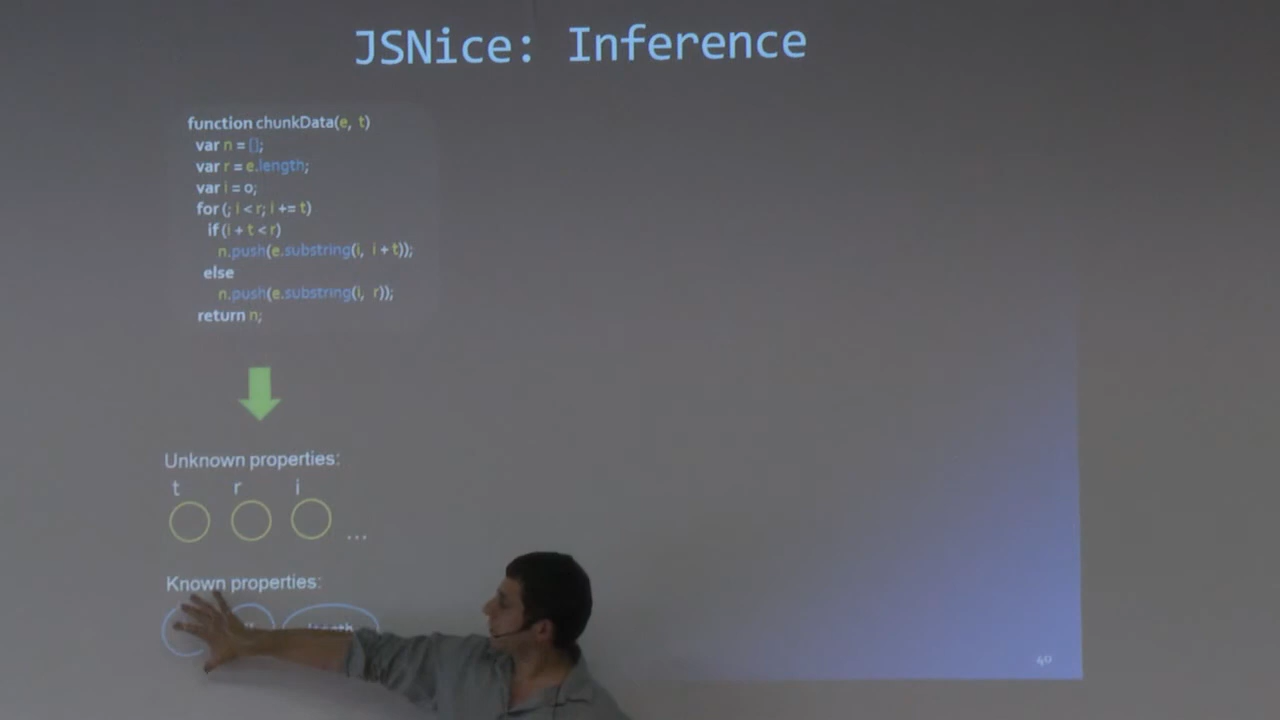 JSNice: Inference
function chunkData(e, t)
var n = [];
var r = e.length;
var i = 0;
for (; i < r; i += t)
if (i + t < r)
n.push(e.substring(i, i + t));
else
n.push(e.substring(i, r));
return n;
Unknown properties:
t r i
...
Known properties:
length
40